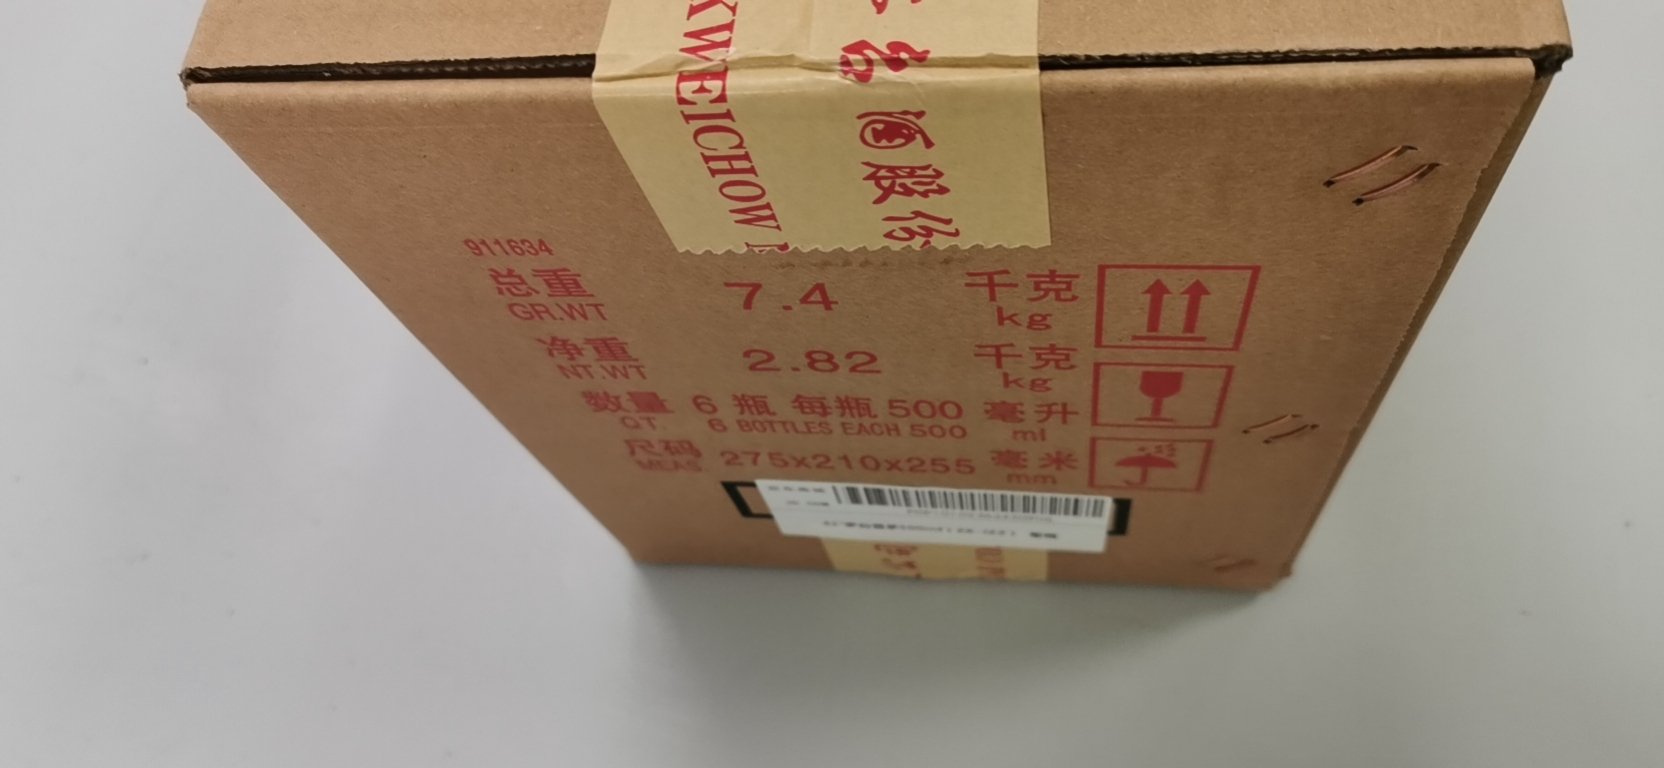 KWEICHOW
台酒股份
911634
总重 7.4 千克
GR.WT kg
净重 2.82 千克
NT.WT kg
数量 6 瓶 每瓶 500 毫升
QT. 6 BOTTLES EACH 500 ml
尺码 275x210x255 毫米
MEAS mm